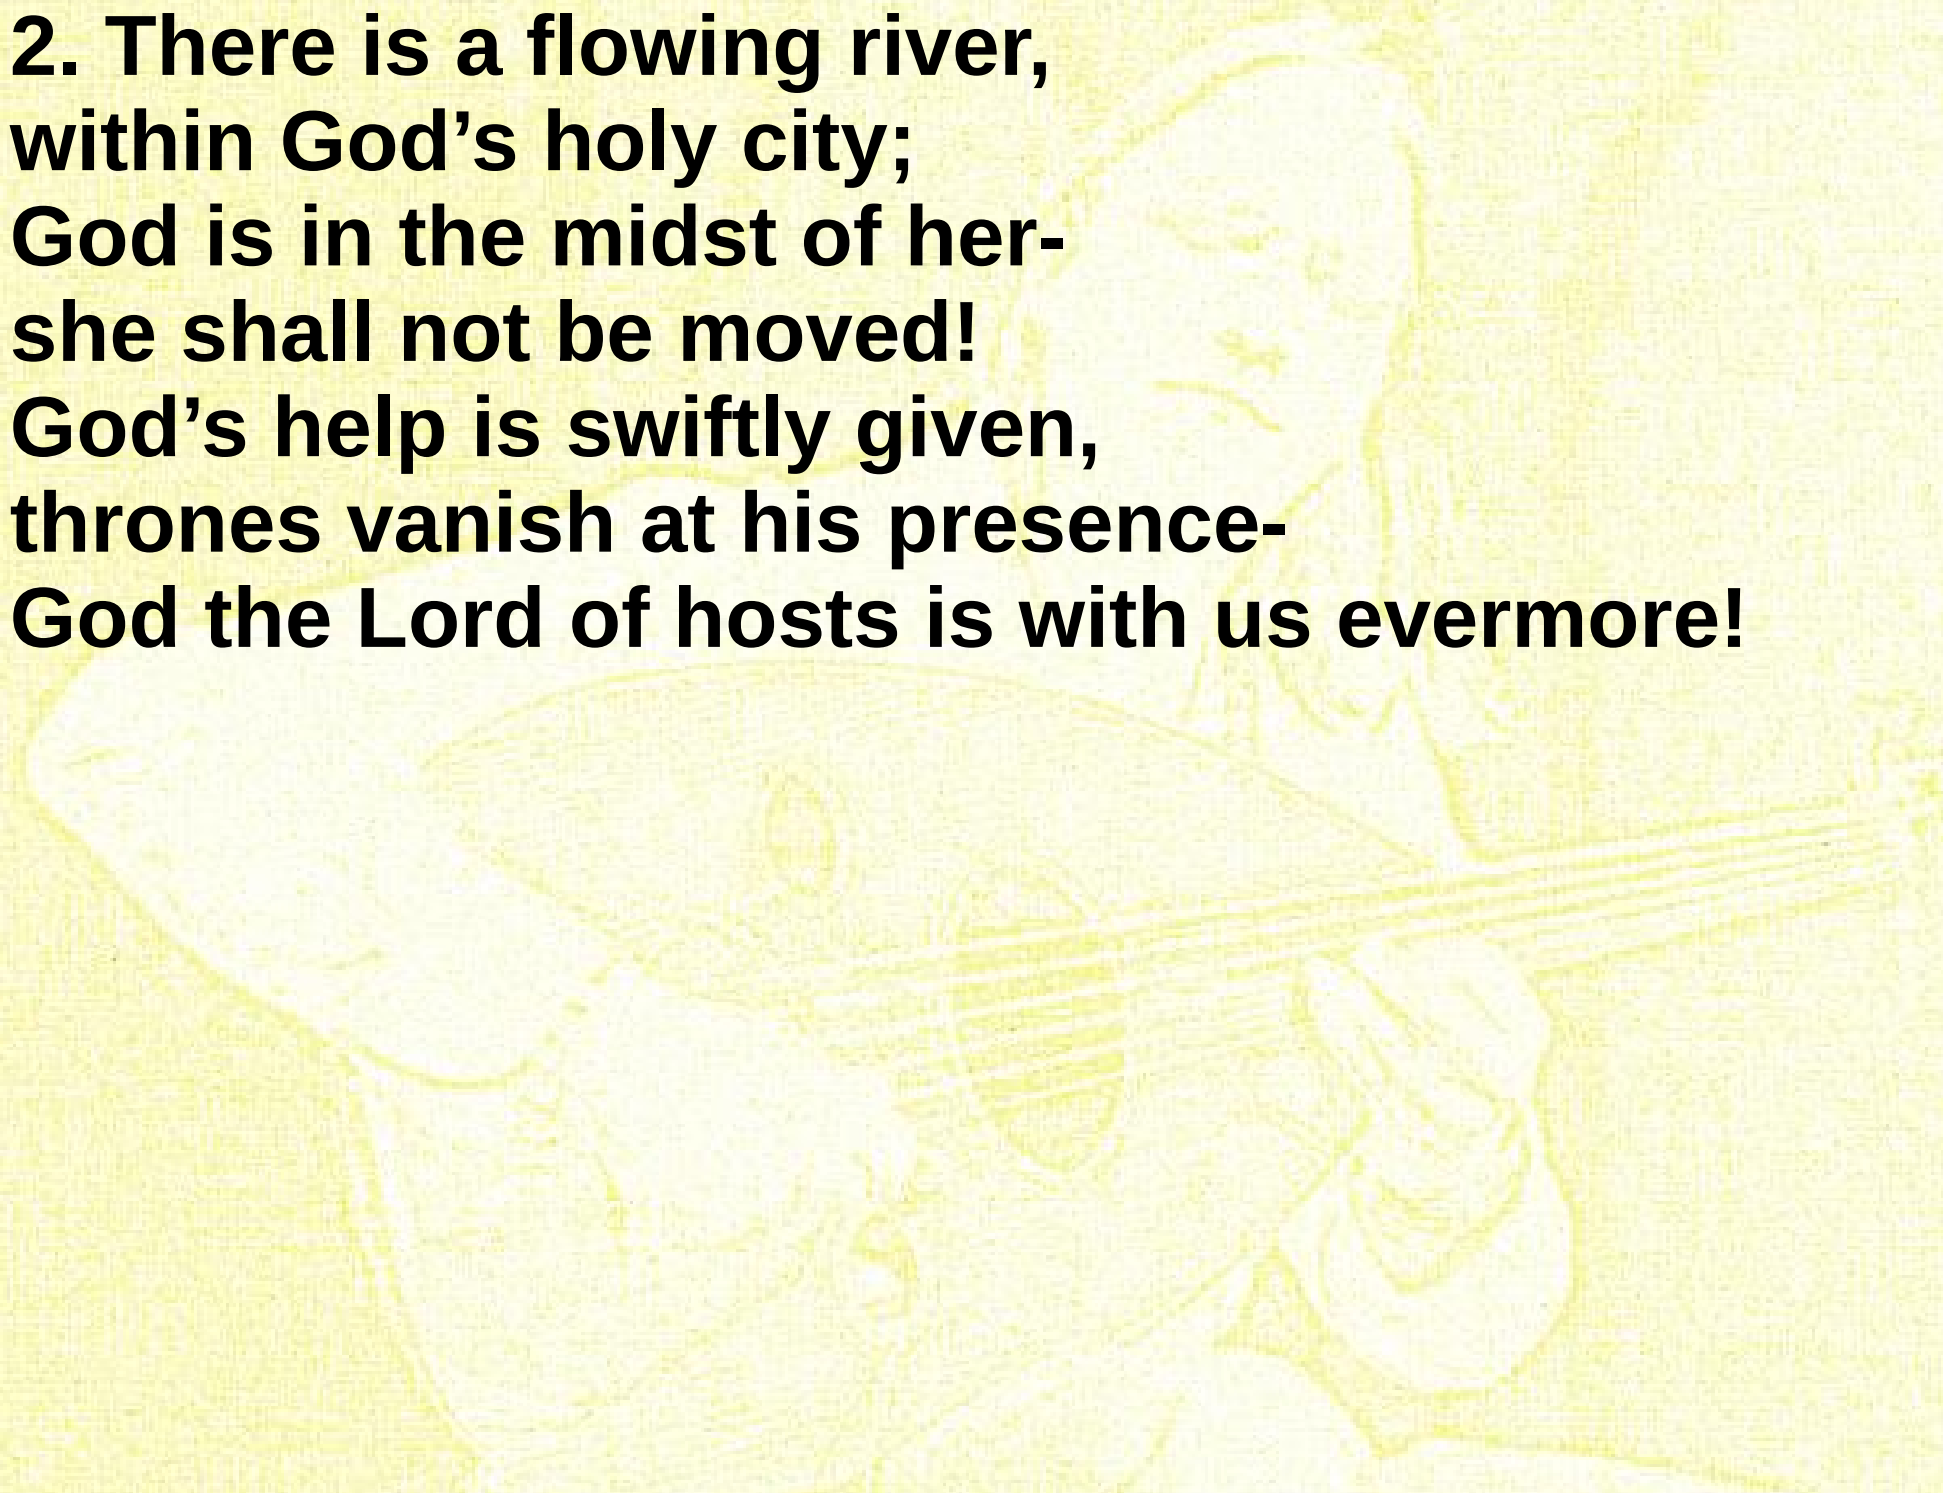 2. There is a flowing river,
within God’s holy city;
God is in the midst of her-
she shall not be moved!
God’s help is swiftly given,
thrones vanish at his presence-
God the Lord of hosts is with us evermore!